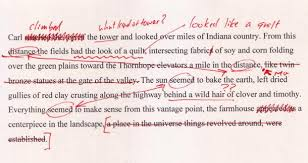 climbed what kind of tower? looked like a quilt
Carl the tower and looked over miles of Indiana country. From this
distance the fields had the look of a quilt, intersecting fabric of soy and corn folding
over the green plains toward the Thornhope elevators a mile in the distance, like twin
bronze statues at the gate of the valley. The sun seemed to bake the earth, left dried
gullies of red clay crusting along the highway behind a wild hair of clover and timothy.
Everything seemed to make sense from this vantage point, the farmhouse a
centerpiece in the landscape, [a place in the universe things revolved around, were
established.]